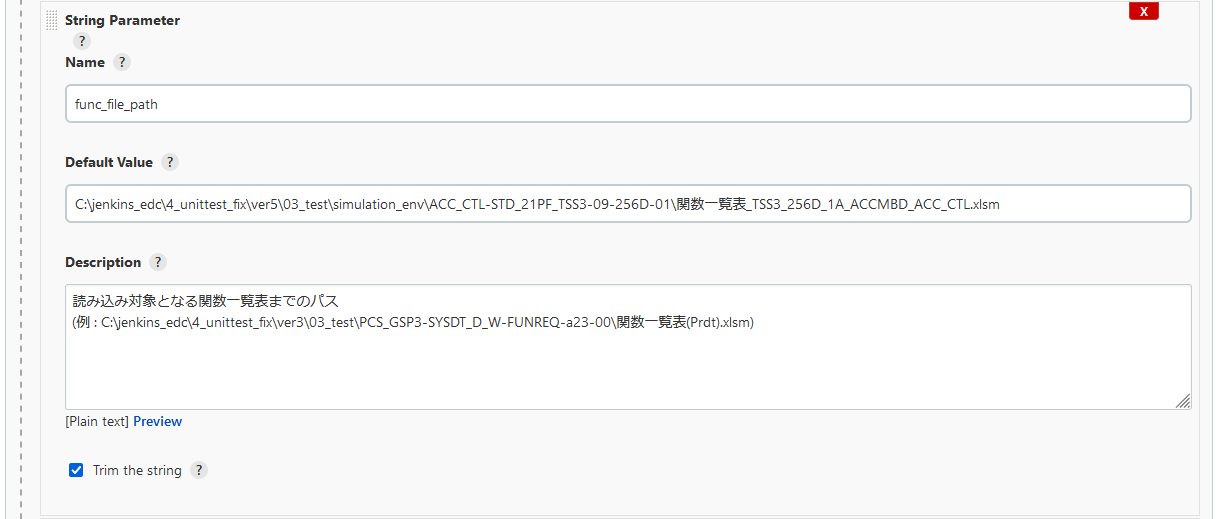 String Parameter
X
?
Name ?
func_file_path
Default Value ?
C:\jenkins_edc\4_unittest_fix\ver5\03_test\simulation_env\ACC_CTL-STD_21PF_TSS3-09-256D-01\関数一覧表_TSS3_256D_1A_ACCMBD_ACC_CTL.xlsm
Description ?
読み込み対象となる関数一覧表までのパス
(例 : C:\jenkins_edc\4_unittest_fix\ver3\03_test\PCS_GSP3-SYSDT_D_W-FUNREQ-a23-00\関数一覧表(Prdt).xlsm)
[Plain text] Preview
Trim the string ?